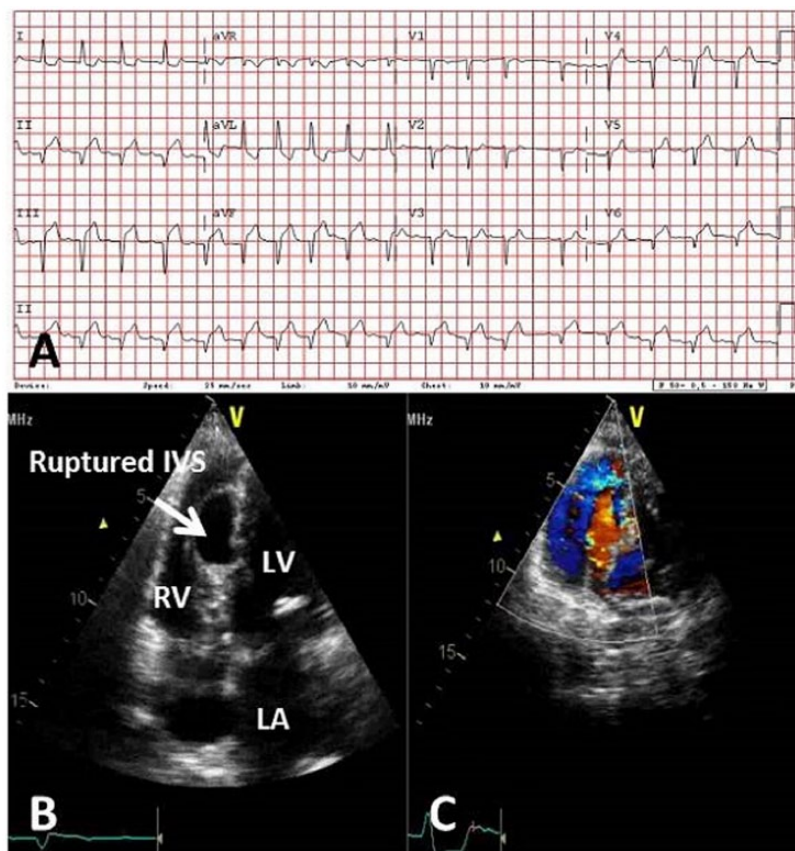 I aVR V1 V4
II aVL V2 V5
III aVF V3 V6
II
A
Device: Speed: 25 mm/sec Limb: 10 mm/mV Chest: 10 mm/mV
MHz V
Ruptured IVS
5
LV
RV
10
15
LA
B
MHz V
5
10
15
C